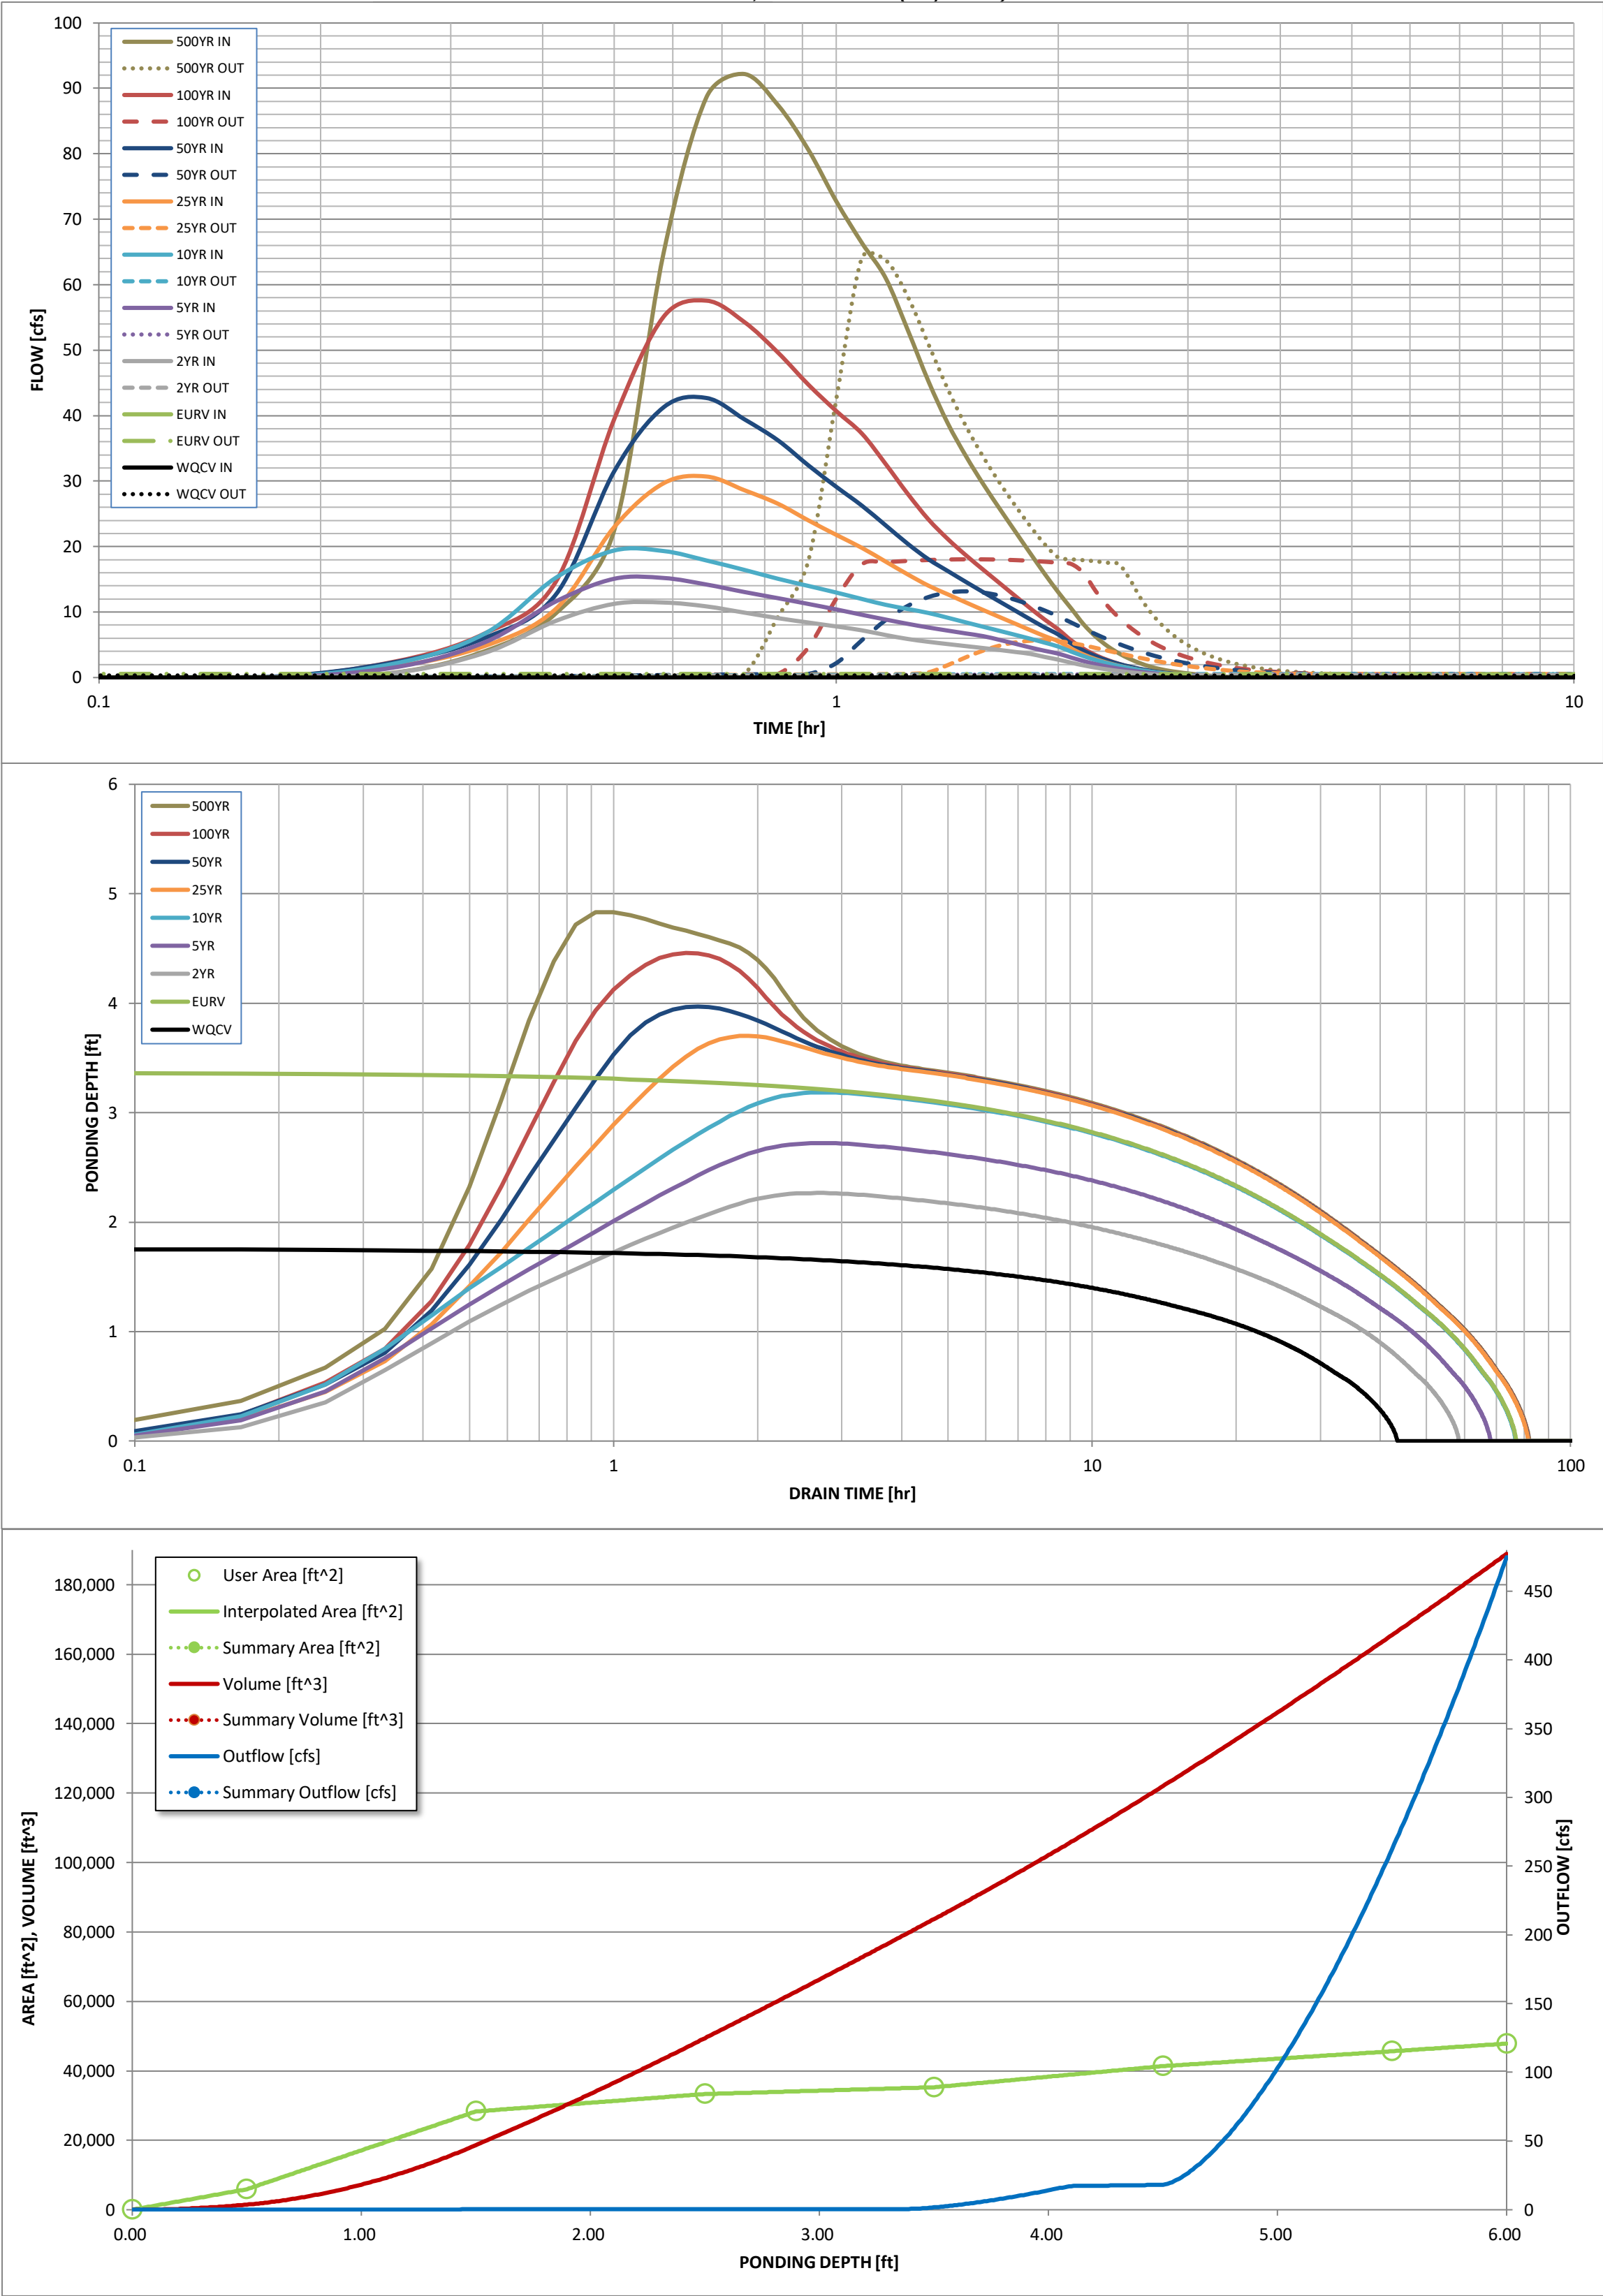 100
90
80
70
60
50
40
30
20
10
0
FLOW [cfs]
500YR IN
500YR OUT
100YR IN
100YR OUT
50YR IN
50YR OUT
25YR IN
25YR OUT
10YR IN
10YR OUT
5YR IN
5YR OUT
2YR IN
2YR OUT
EURV IN
EURV OUT
WQCV IN
WQCV OUT
0.1
1
10
TIME [hr]
6
5
4
3
2
1
0
PONDING DEPTH [ft]
500YR
100YR
50YR
25YR
10YR
5YR
2YR
EURV
WQCV
0.1
1
10
100
DRAIN TIME [hr]
180,000
160,000
140,000
120,000
100,000
80,000
60,000
40,000
20,000
0
AREA [ft^2], VOLUME [ft^3]
User Area [ft^2]
Interpolated Area [ft^2]
Summary Area [ft^2]
Volume [ft^3]
Summary Volume [ft^3]
Outflow [cfs]
Summary Outflow [cfs]
450
400
350
300
250
200
150
100
50
0
OUTFLOW [cfs]
0.00
1.00
2.00
3.00
4.00
5.00
6.00
PONDING DEPTH [ft]